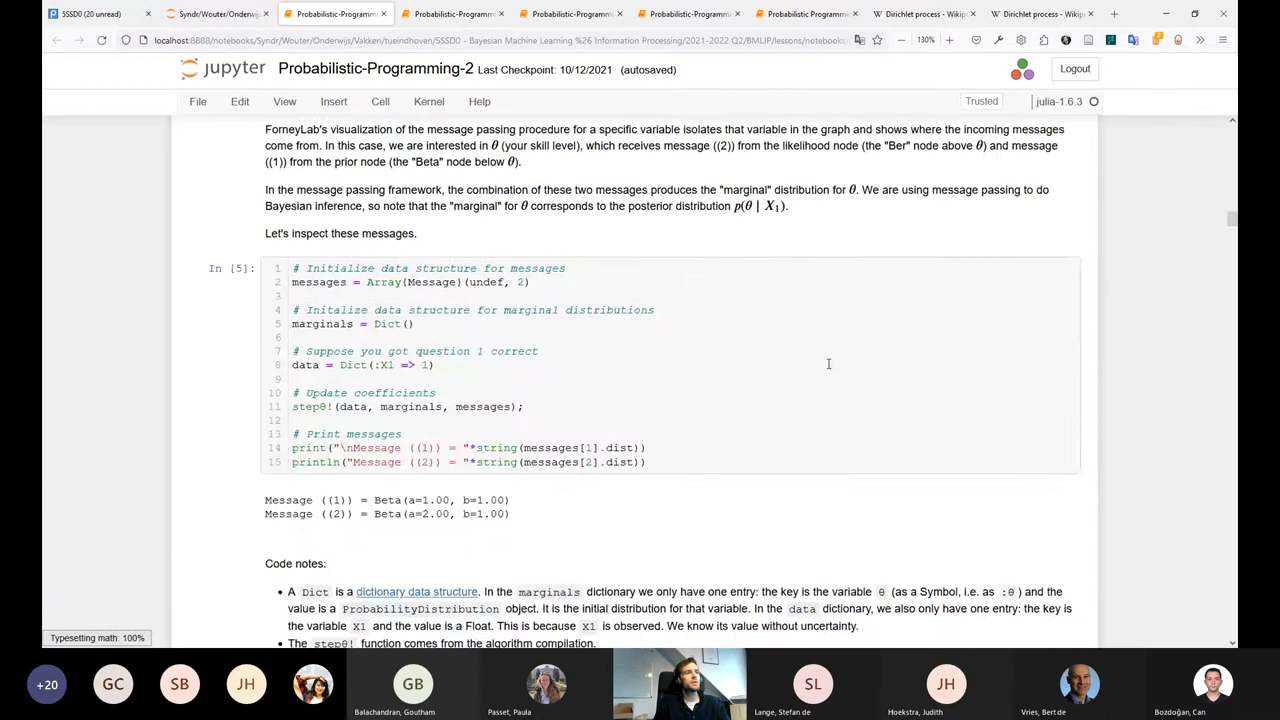 5SSD0 (20 unread)
Syndr/Wouter/Onderwijs
Probabilistic-Programm
Probabilistic-Programm
Probabilistic-Programm
Probabilistic-Programm
Probabilistic Programm
Dirichlet process - Wikip
Dirichlet process - Wikip
localhost:8888/notebooks/Syndr/Wouter/Onderwijs/Vakken/tueindhoven/5SSD0 - Bayesian Machine Learning %26 Information Processing/2021-2022 Q2/BMLIP/lessons/notebooks
130%
jupyter Probabilistic-Programming-2 Last Checkpoint: 10/12/2021 (autosaved)
Logout
File Edit View Insert Cell Kernel Help
Trusted
julia-1.6.3
ForneyLab's visualization of the message passing procedure for a specific variable isolates that variable in the graph and shows where the incoming messages
come from. In this case, we are interested in θ (your skill level), which receives message ((2)) from the likelihood node (the "Ber" node above θ) and message
((1)) from the prior node (the "Beta" node below θ).
In the message passing framework, the combination of these two messages produces the "marginal" distribution for θ. We are using message passing to do
Bayesian inference, so note that the "marginal" for θ corresponds to the posterior distribution p(θ | X₁).
Let's inspect these messages.
In [5]:
1 # Initialize data structure for messages
2 messages = Array{Message}(undef, 2)
3
4 # Initalize data structure for marginal distributions
5 marginals = Dict()
6
7 # Suppose you got question 1 correct
8 data = Dict(:X1 => 1)
9
10 # Update coefficients
11 stepθ!(data, marginals, messages);
12
13 # Print messages
14 print("\nMessage ((1)) = "*string(messages[1].dist))
15 println("Message ((2)) = "*string(messages[2].dist))
Message ((1)) = Beta(a=1.00, b=1.00)
Message ((2)) = Beta(a=2.00, b=1.00)
Code notes:
• A Dict is a dictionary data structure. In the marginals dictionary we only have one entry: the key is the variable θ (as a Symbol, i.e. as :θ ) and the
value is a ProbabilityDistribution object. It is the initial distribution for that variable. In the data dictionary, we also only have one entry: the key is
the variable X1 and the value is a Float. This is because X1 is observed. We know its value without uncertainty.
• The stepθ! function comes from the algorithm compilation.
Typesetting math: 100%
+20
GC
SB
JH
GB
SL
JH
Balachandran, Goutham
Passet, Paula
Lange, Stefan de
Hoekstra, Judith
Vries, Bert de
Bozdoğan, Can